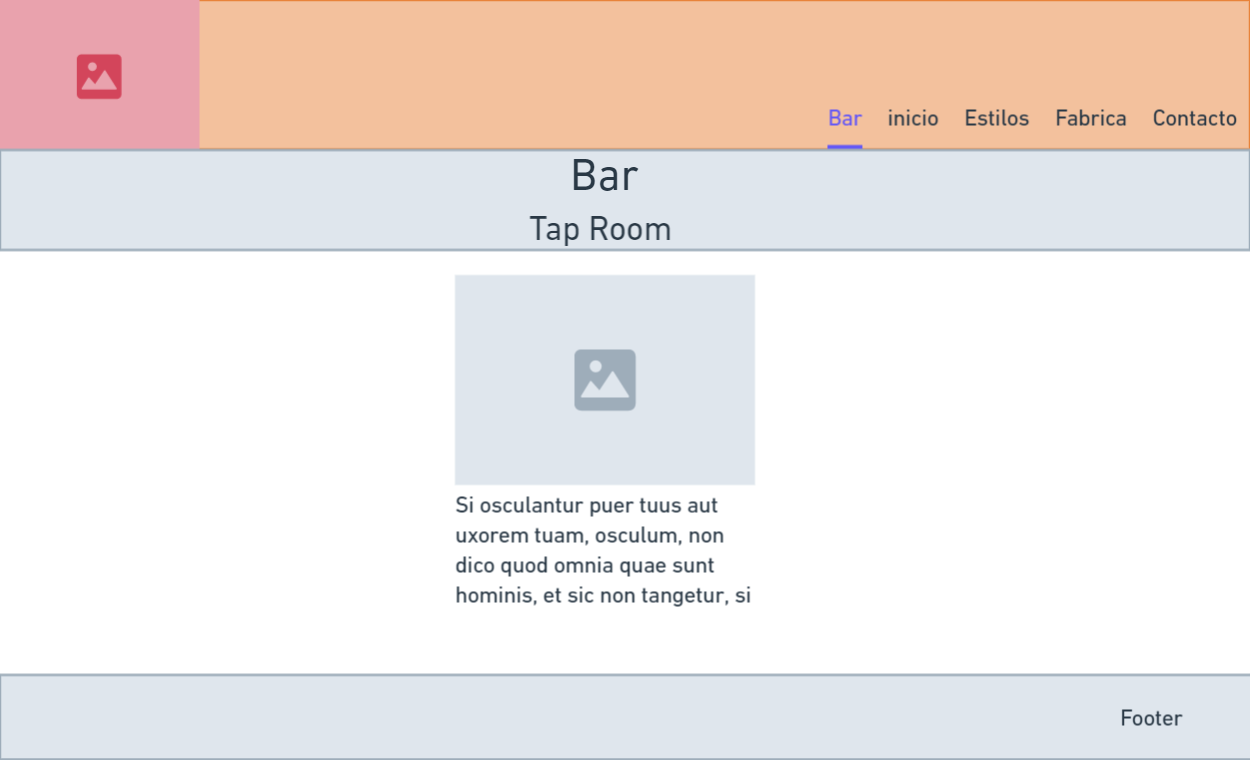 Bar inicio Estilos Fabrica Contacto
Bar
Tap Room
Si osculantur puer tuus aut
uxorem tuam, osculum, non
dico quod omnia quae sunt
hominis, et sic non tangetur, si
Footer